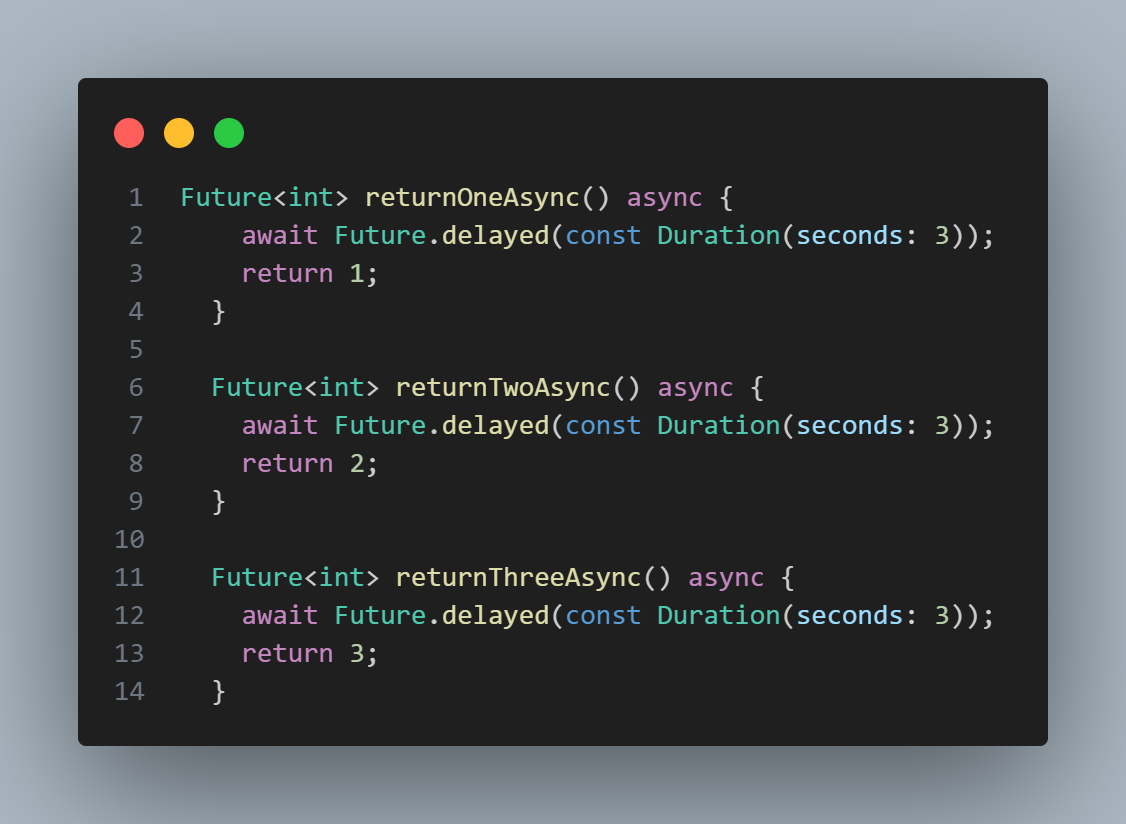 1 Future<int> returnOneAsync() async {
2 await Future.delayed(const Duration(seconds: 3));
3 return 1;
4 }
5
6 Future<int> returnTwoAsync() async {
7 await Future.delayed(const Duration(seconds: 3));
8 return 2;
9 }
10
11 Future<int> returnThreeAsync() async {
12 await Future.delayed(const Duration(seconds: 3));
13 return 3;
14 }